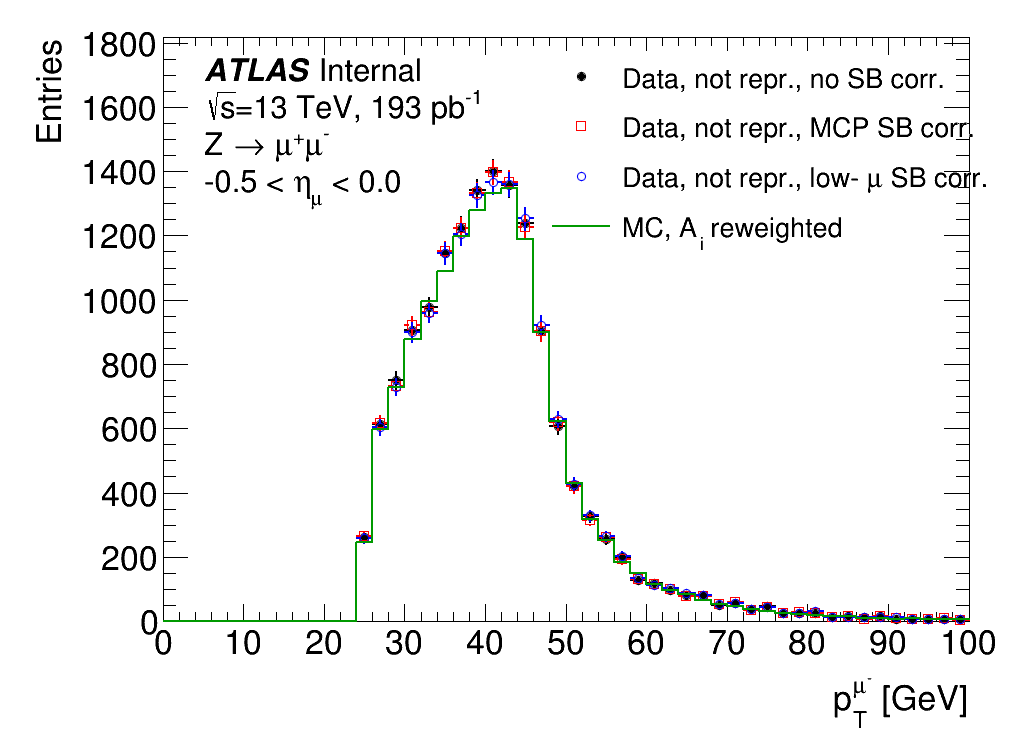 Entries
1800
1600
1400
1200
1000
800
600
400
200
0
ATLAS Internal
√s=13 TeV, 193 pb-1
Z → μ+μ-
-0.5 < ημ < 0.0
Data, not repr., no SB corr.
Data, not repr., MCP SB corr.
Data, not repr., low- μ SB corr.
MC, Ai reweighted
0 10 20 30 40 50 60 70 80 90 100
pTμ- [GeV]